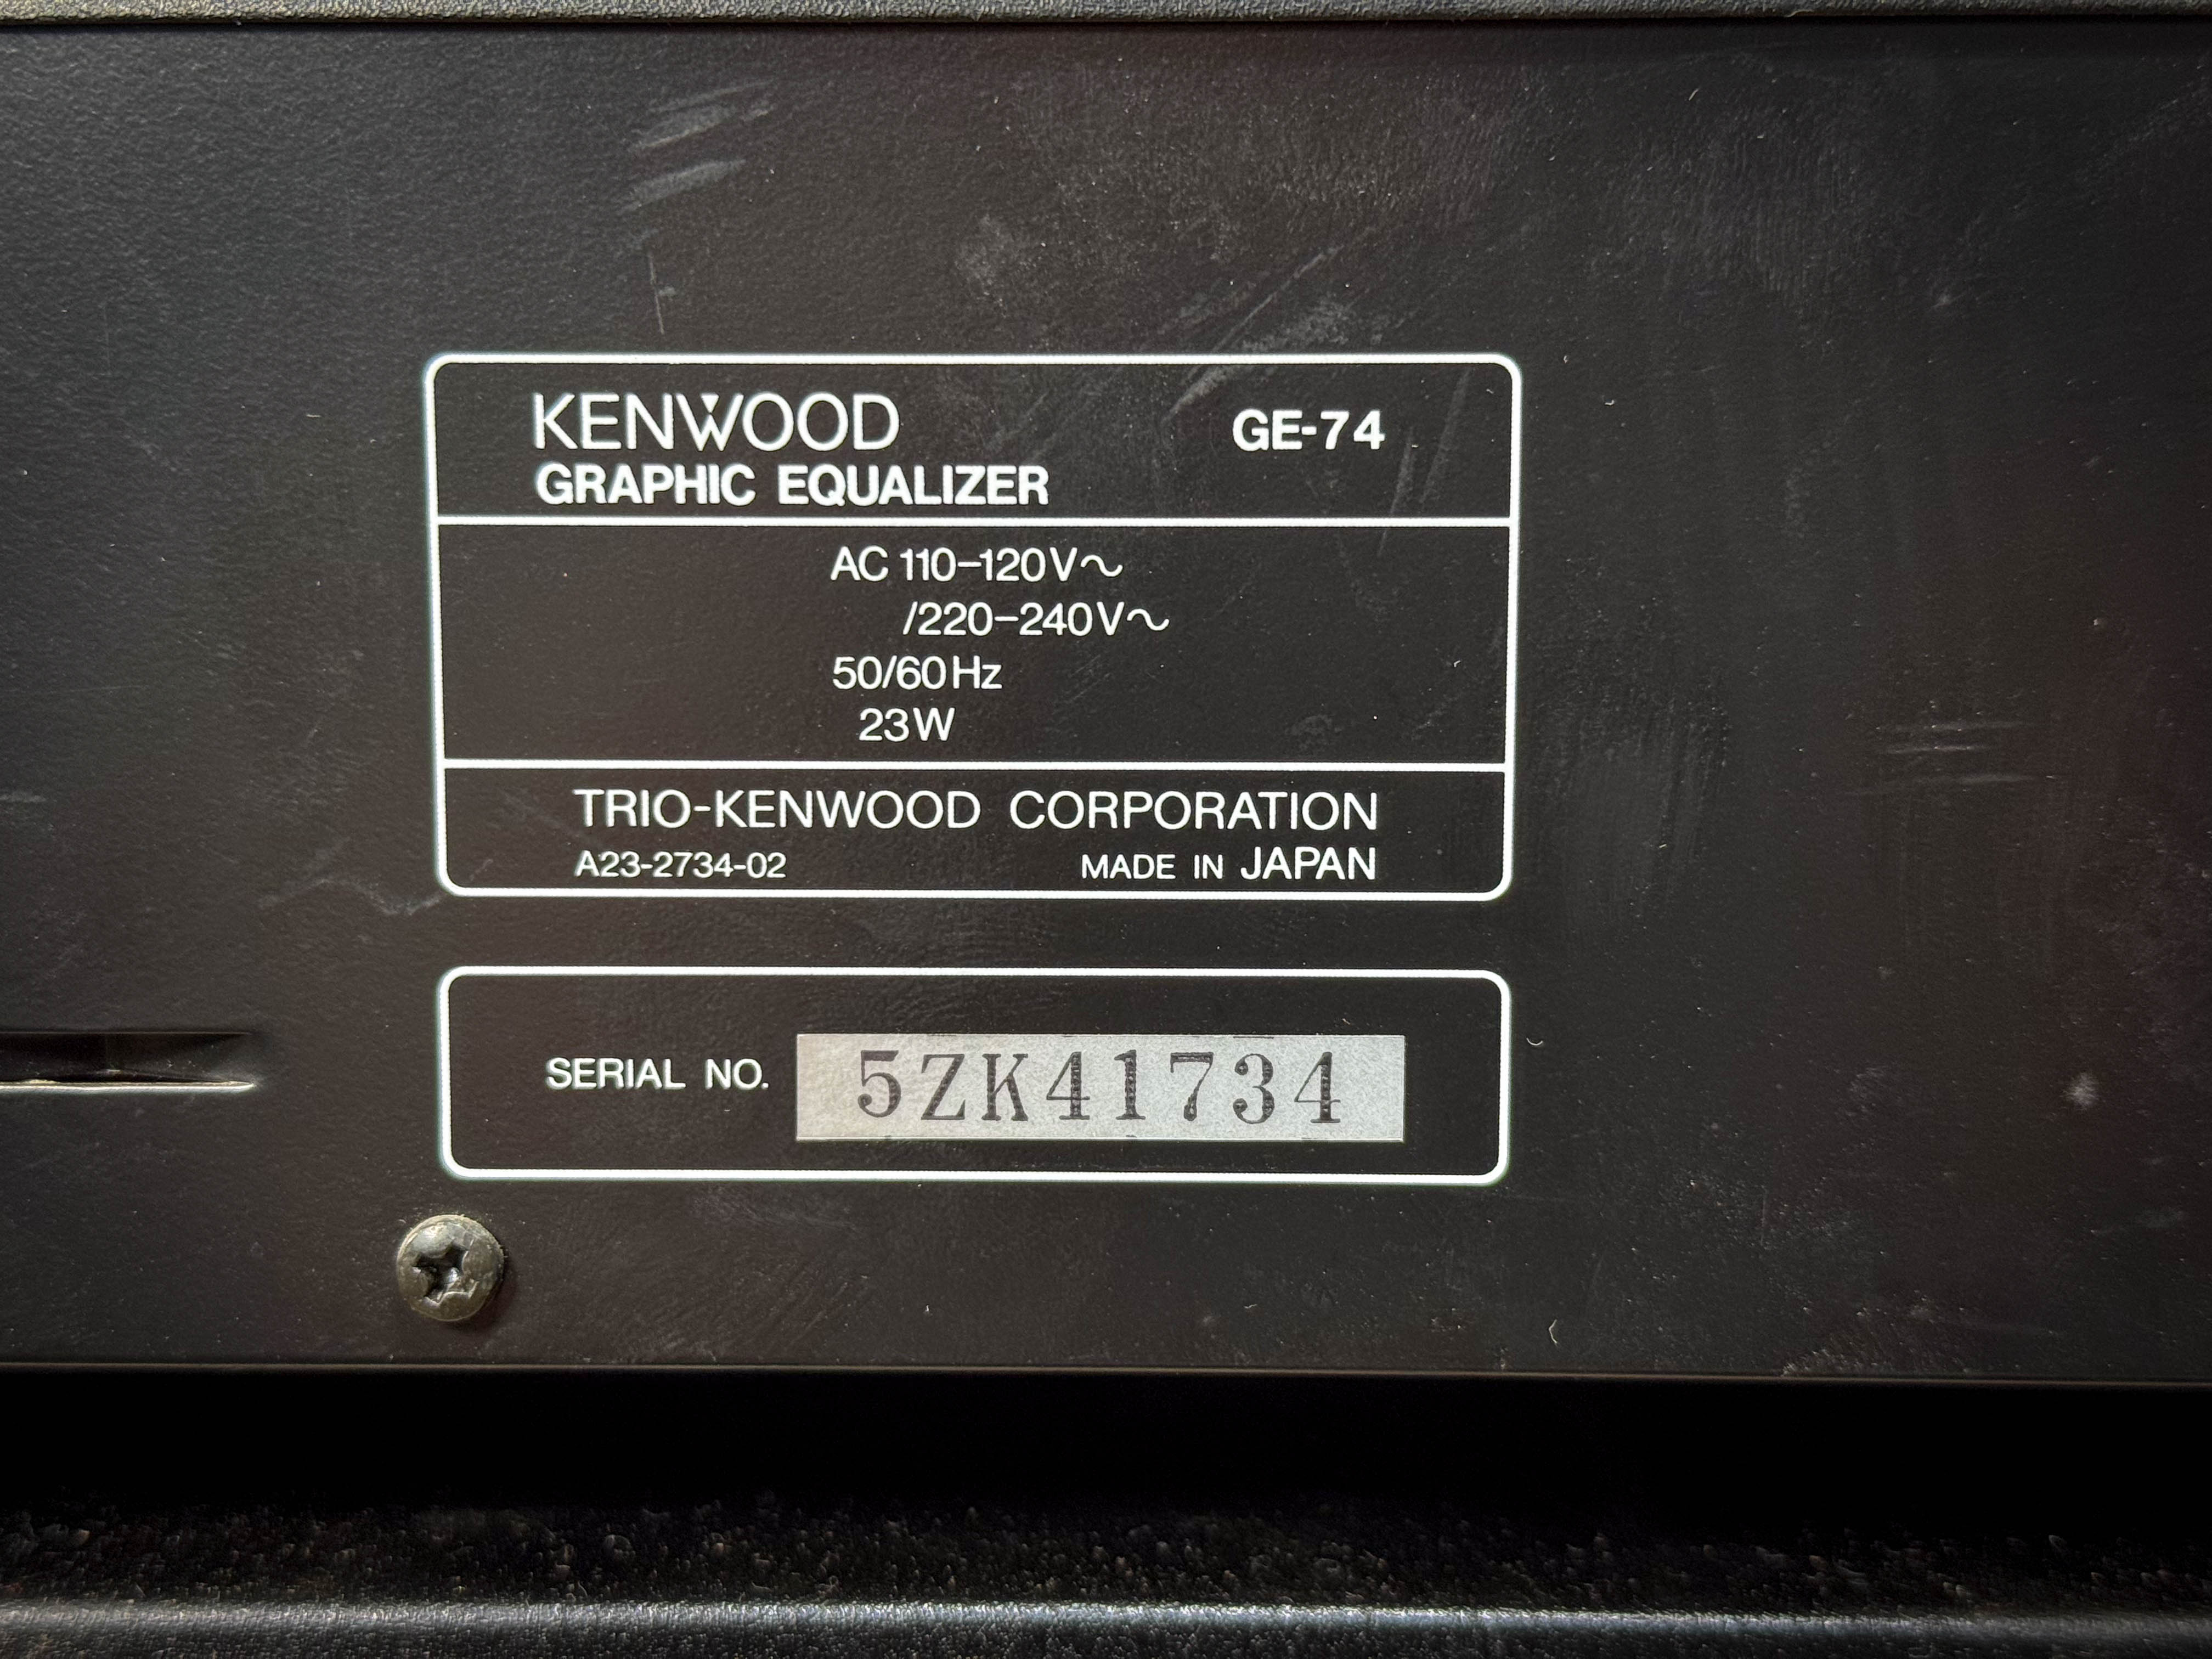 KENWOOD GE-74
GRAPHIC EQUALIZER
AC 110–120V～
/220–240V～
50/60Hz
23W
TRIO-KENWOOD CORPORATION
A23-2734-02 MADE IN JAPAN
SERIAL NO. 5ZK41734